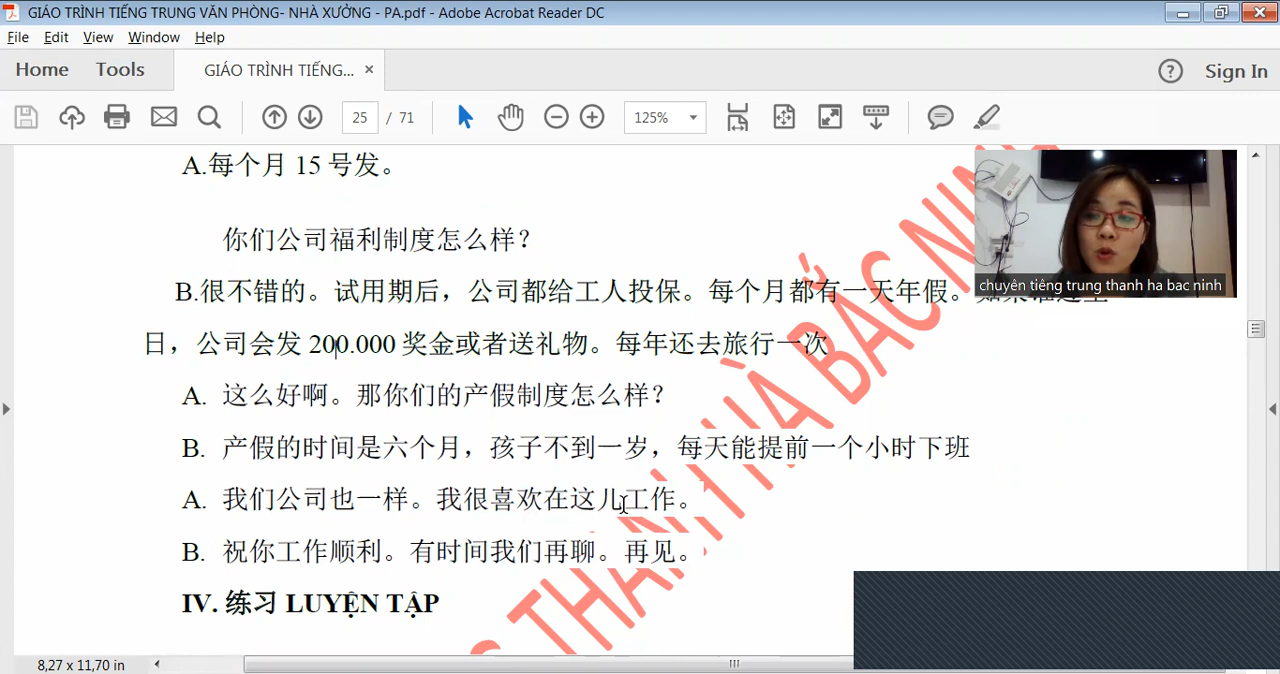 GIÁO TRÌNH TIẾNG TRUNG VĂN PHÒNG- NHÀ XƯỞNG - PA.pdf - Adobe Acrobat Reader DC
File Edit View Window Help
Home Tools GIÁO TRÌNH TIẾNG... × Sign In
25 / 71 125%
A.每个月 15 号发。
你们公司福利制度怎么样？
B.很不错的。试用期后，公司都给工人投保。每个月都有一天年假。
chuyên tiêng trung thanh ha bac ninh
日，公司会发 200.000 奖金或者送礼物。每年还去旅行一次
A. 这么好啊。那你们的产假制度怎么样？
B. 产假的时间是六个月，孩子不到一岁，每天能提前一个小时下班
A. 我们公司也一样。我很喜欢在这儿工作。
B. 祝你工作顺利。有时间我们再聊。再见。
IV. 练习 LUYỆN TẬP
8,27 x 11,70 in
THANH HÀ BẮC NIN